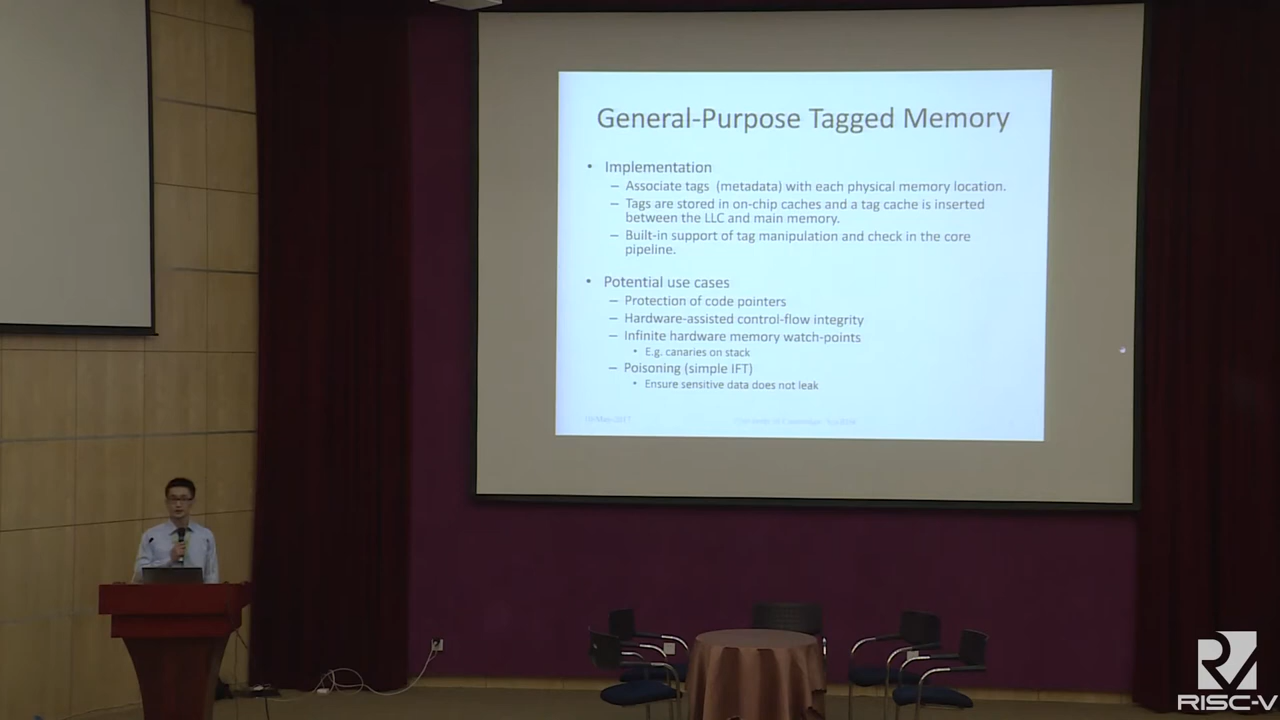 General-Purpose Tagged Memory
• Implementation
– Associate tags (metadata) with each physical memory location.
– Tags are stored in on-chip caches and a tag cache is inserted
between the LLC and main memory.
– Built-in support of tag manipulation and check in the core
pipeline.
• Potential use cases
– Protection of code pointers
– Hardware-assisted control-flow integrity
– Infinite hardware memory watch-points
• E.g. canaries on stack
– Poisoning (simple IFT)
• Ensure sensitive data does not leak
RISC-V